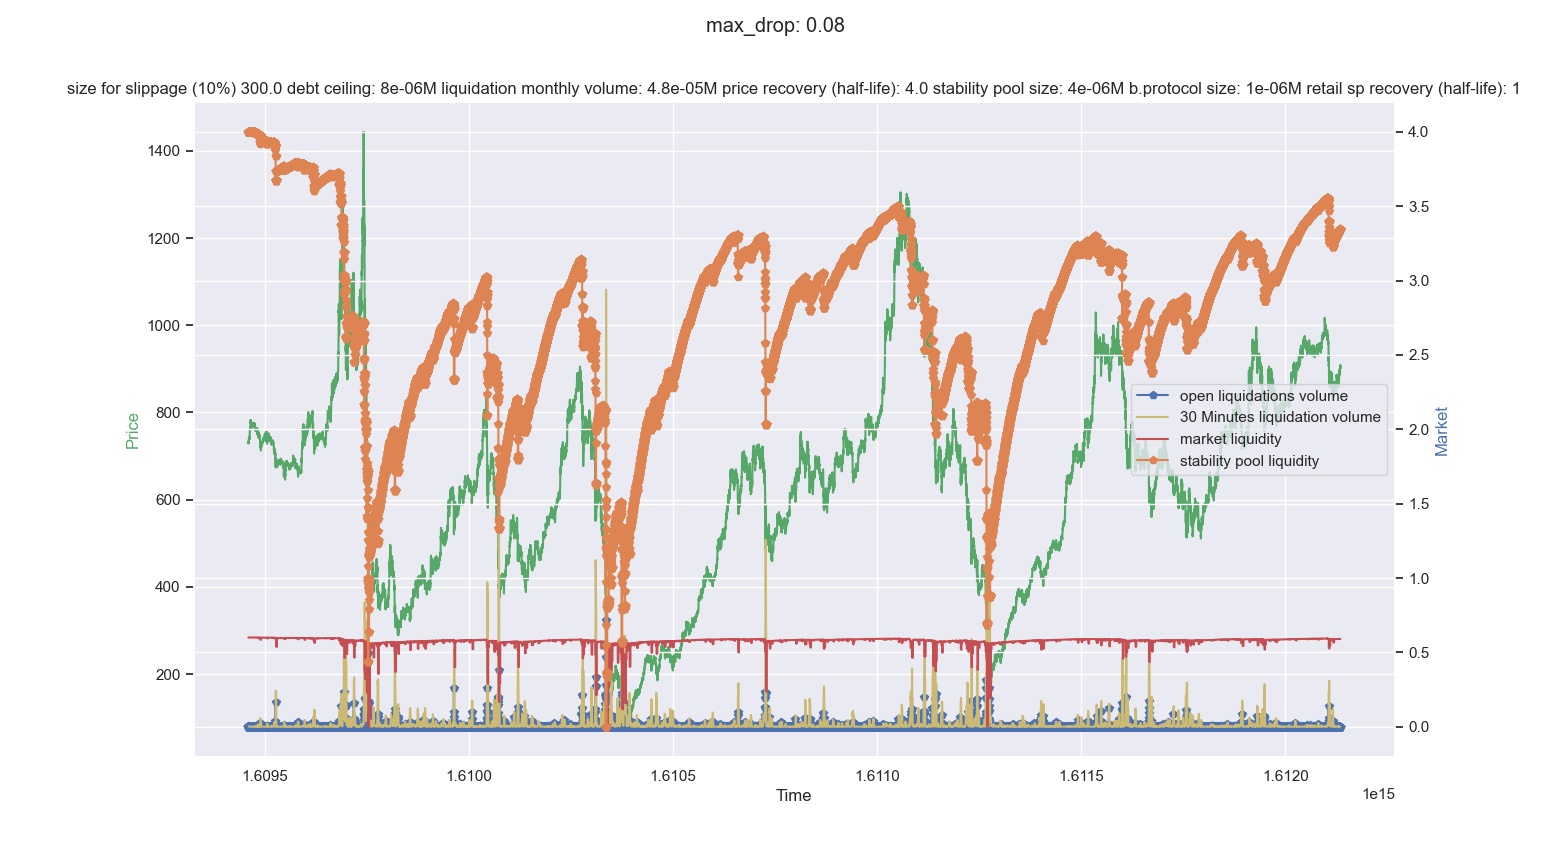 max_drop: 0.08
size for slippage (10%) 300.0 debt ceiling: 8e-06M liquidation monthly volume: 4.8e-05M price recovery (half-life): 4.0 stability pool size: 4e-06M b.protocol size: 1e-06M retail sp recovery (half-life): 1
1400
1200
1000
800
600
400
200
Price
4.0
3.5
3.0
2.5
2.0
1.5
1.0
0.5
0.0
Market
open liquidations volume
30 Minutes liquidation volume
market liquidity
stability pool liquidity
1.6095 1.6100 1.6105 1.6110 1.6115 1.6120
Time
1e15